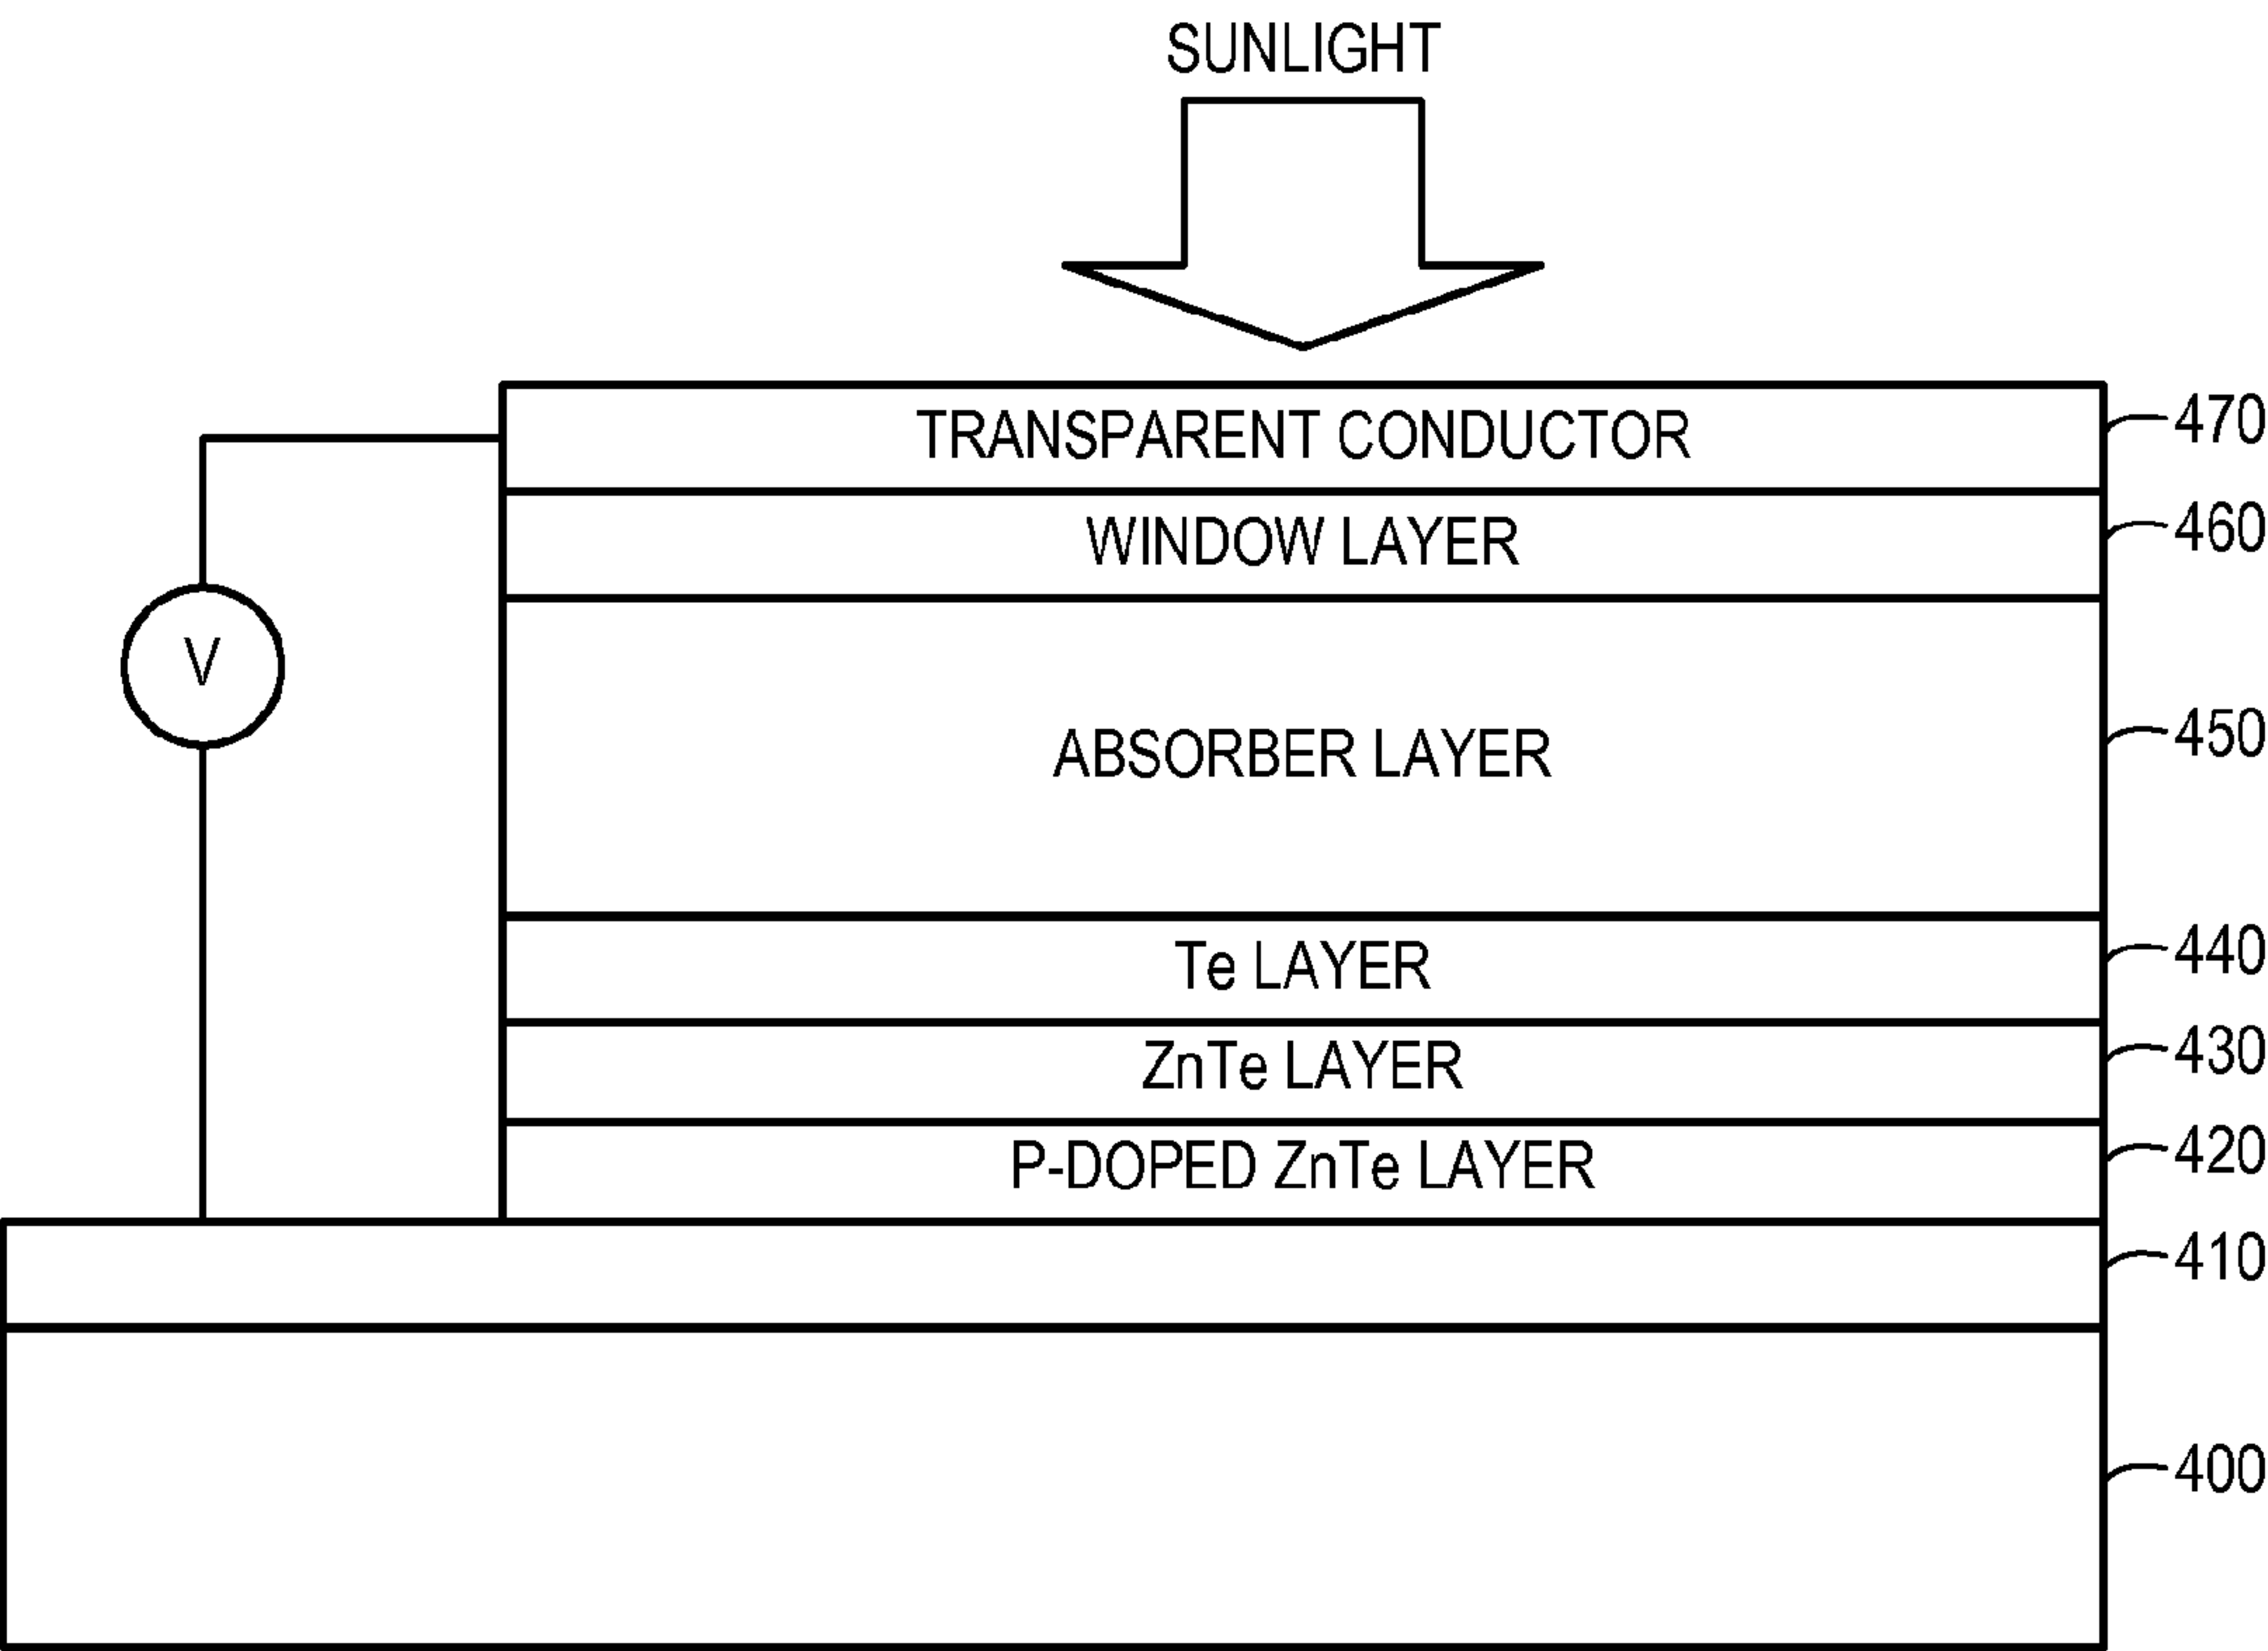 SUNLIGHT
TRANSPARENT CONDUCTOR
470
WINDOW LAYER
460
V
ABSORBER LAYER
450
Te LAYER
440
ZnTe LAYER
430
P-DOPED ZnTe LAYER
420
410
400